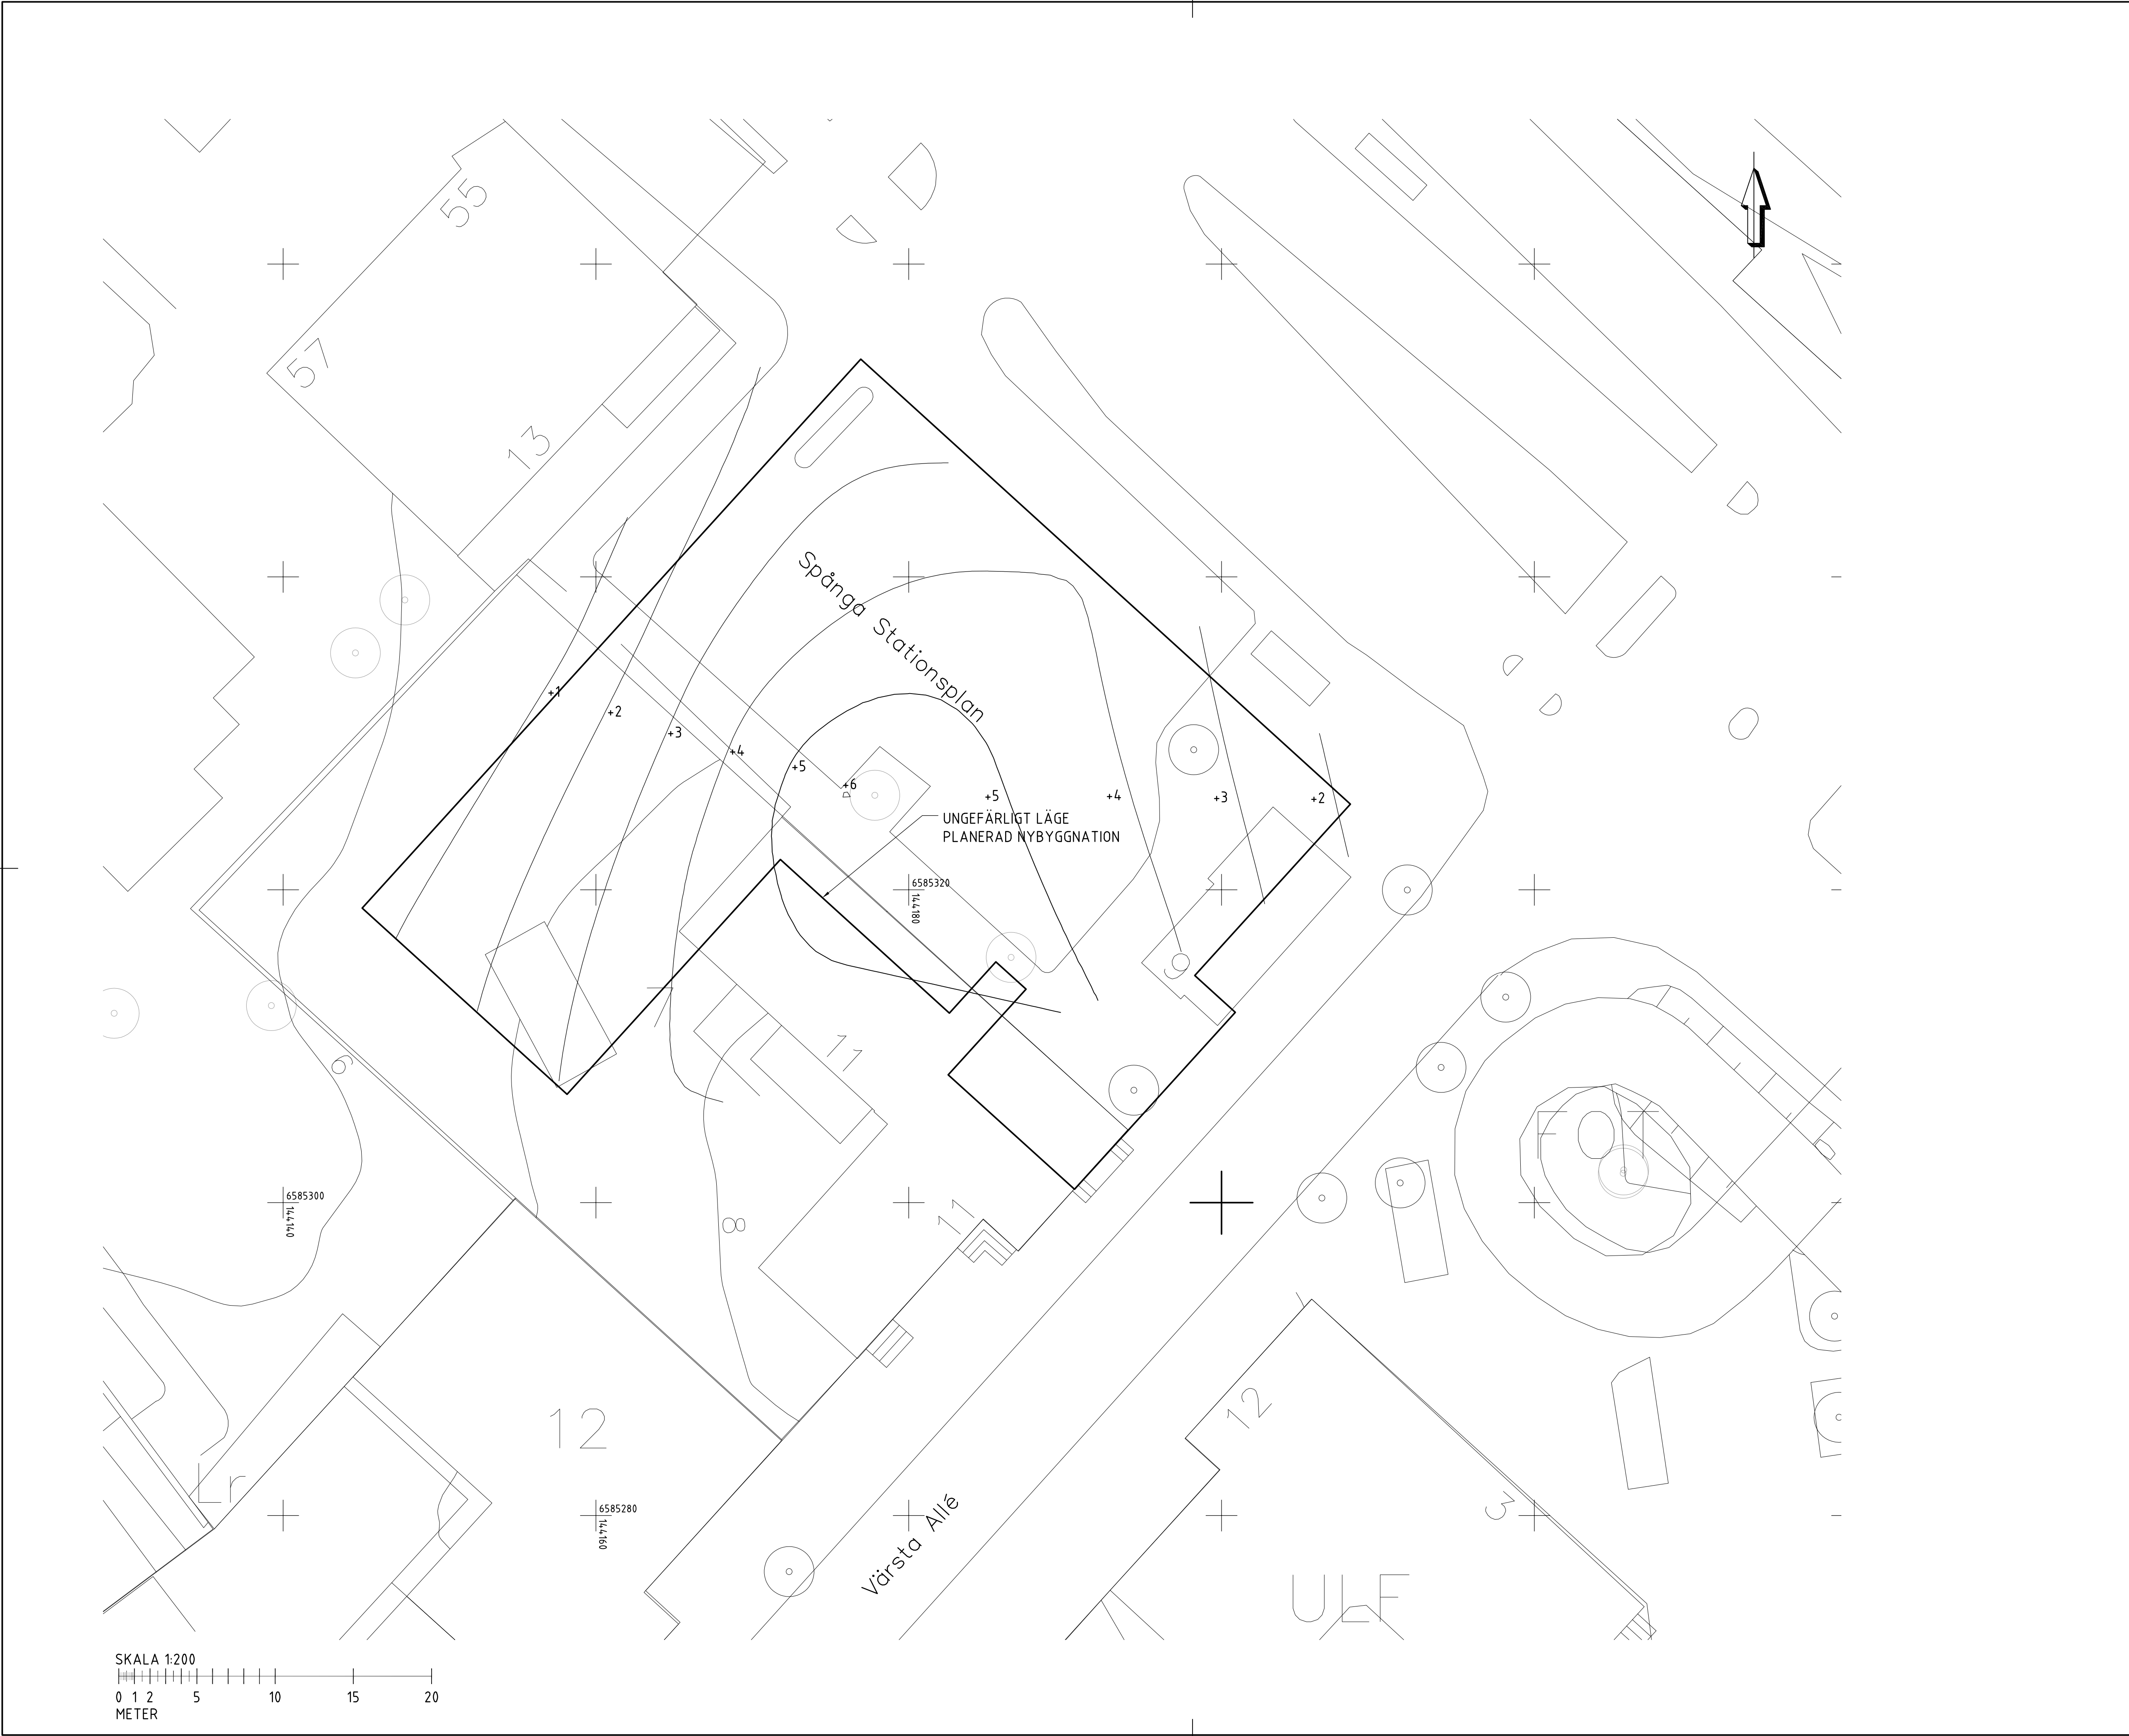 55
57
13
Spånga Stationsplan
+1
+2
+3
+4
+5
+6
+5
+4
+3
+2
UNGEFÄRLIGT LÄGE
PLANERAD NYBYGGNATION
6585320
144180
9
7
11
9
FOT
6585300
144140
8
11
12
12
3
Lr
6585280
144160
Värsta Allé
ULF
SKALA 1:200
0 1 2 5 10 15 20
METER